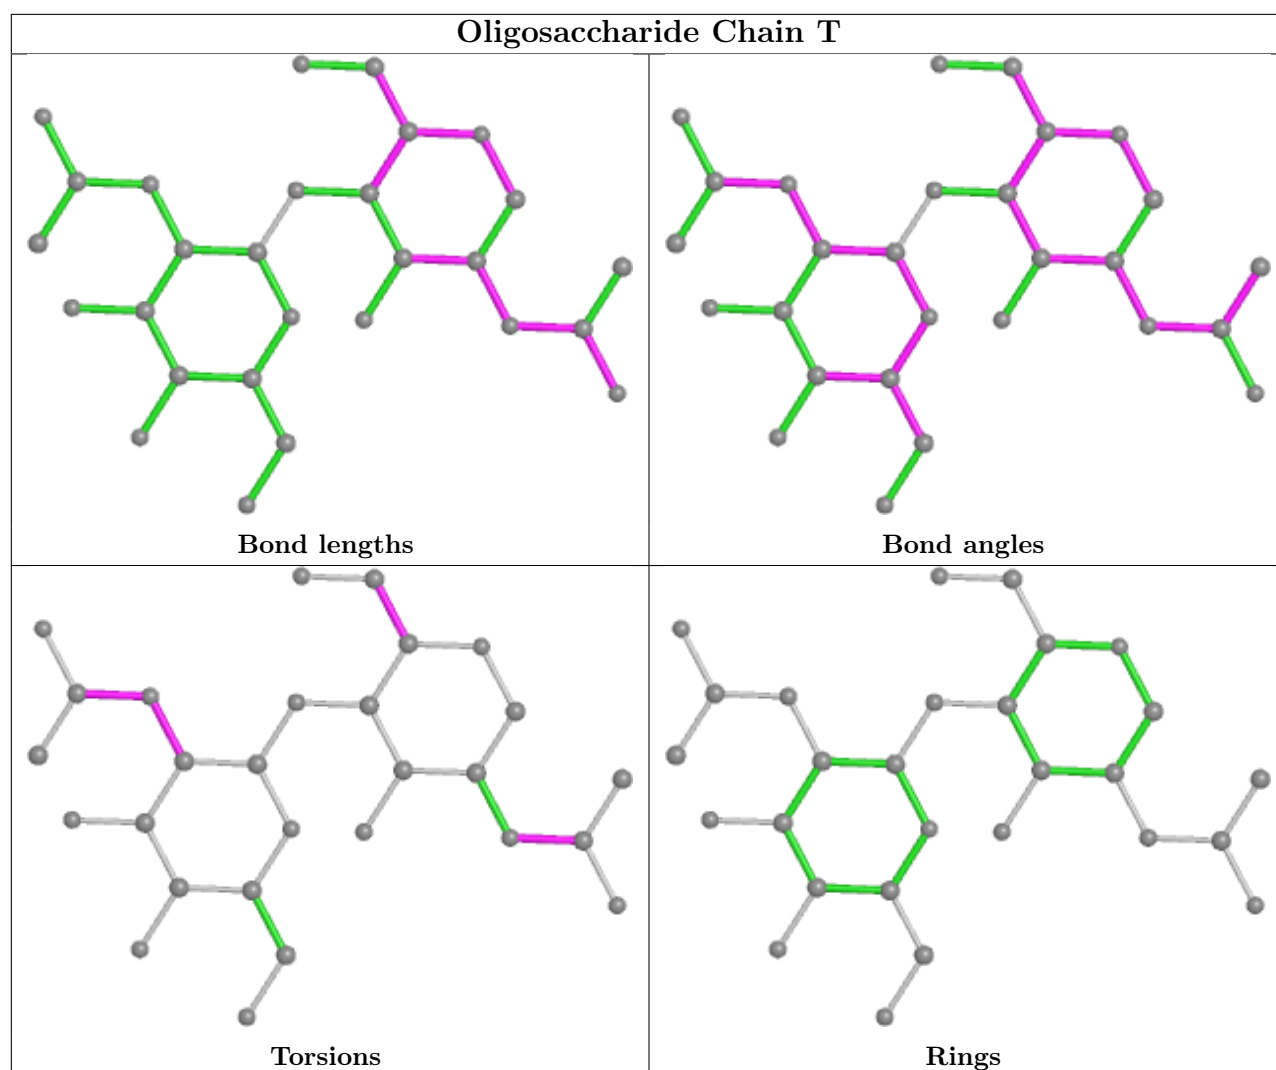 Oligosaccharide Chain T
Bond lengths
Bond angles
Torsions
Rings